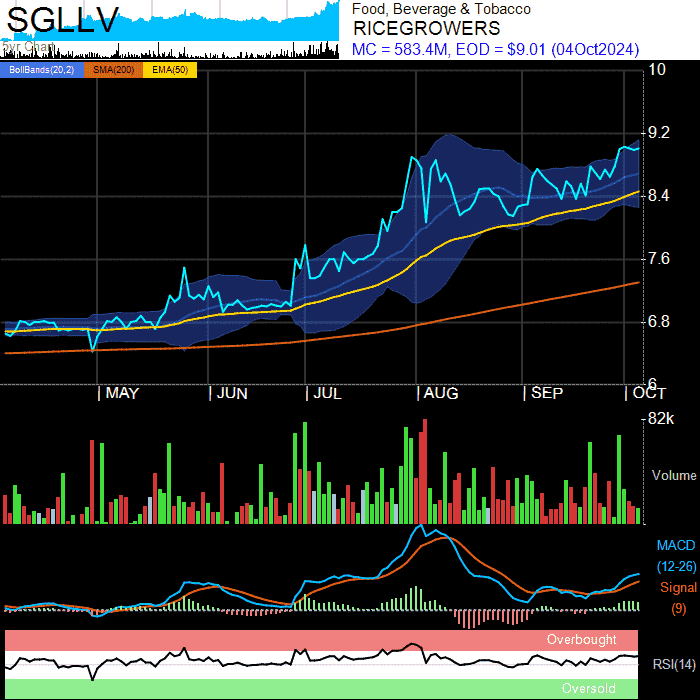 SGLLV
5yr Chart
Food, Beverage & Tobacco
RICEGROWERS
MC = 583.4M, EOD = $9.01 (04Oct2024)
BollBands(20,2) SMA(200) EMA(50)
10
9.2
8.4
7.6
6.8
6
| MAY | JUN | JUL | AUG | SEP | OCT
82k
Volume
MACD
(12-26)
Signal
(9)
Overbought
RSI(14)
Oversold